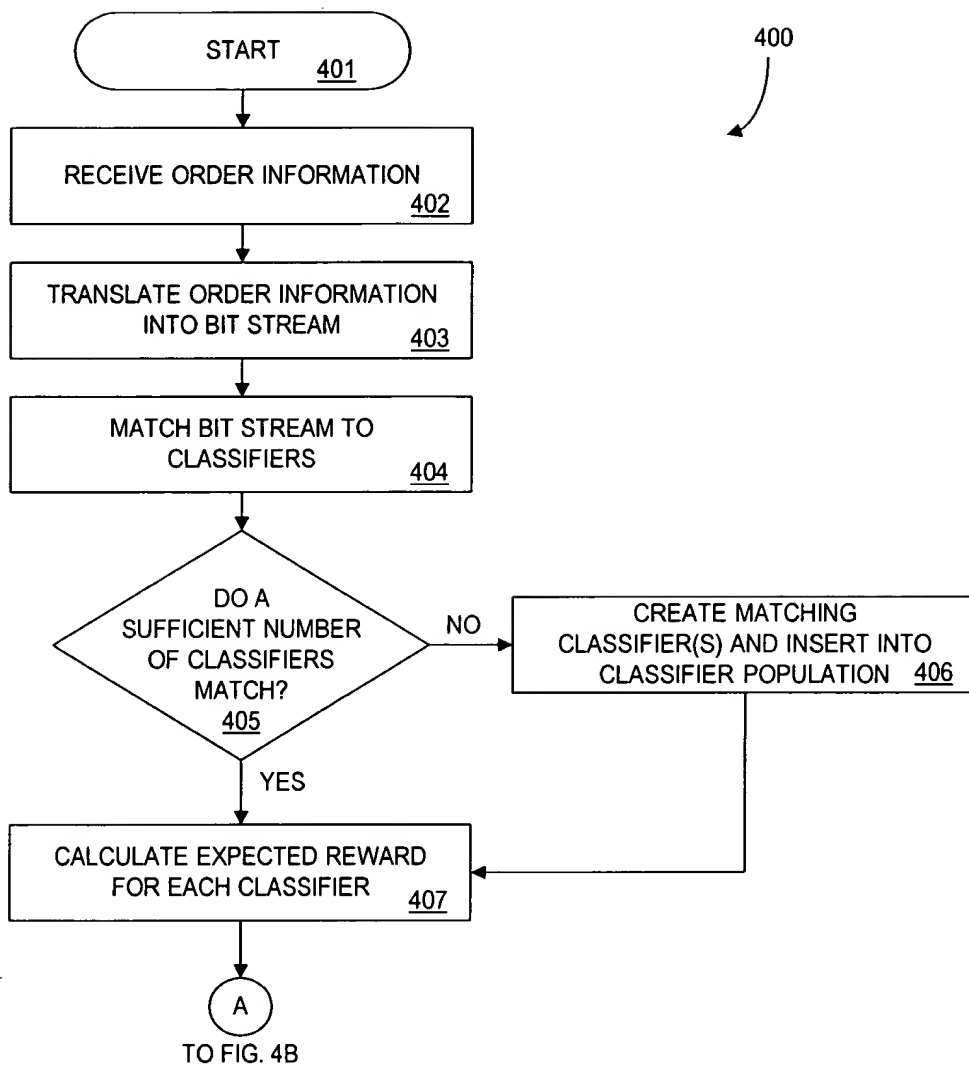 START
401
400
RECEIVE ORDER INFORMATION
402
TRANSLATE ORDER INFORMATION
INTO BIT STREAM
403
MATCH BIT STREAM TO
CLASSIFIERS
404
DO A
SUFFICIENT NUMBER
OF CLASSIFIERS
MATCH?
405
NO
CREATE MATCHING
CLASSIFIER(S) AND INSERT INTO
CLASSIFIER POPULATION
406
YES
CALCULATE EXPECTED REWARD
FOR EACH CLASSIFIER
407
A
TO FIG. 4B